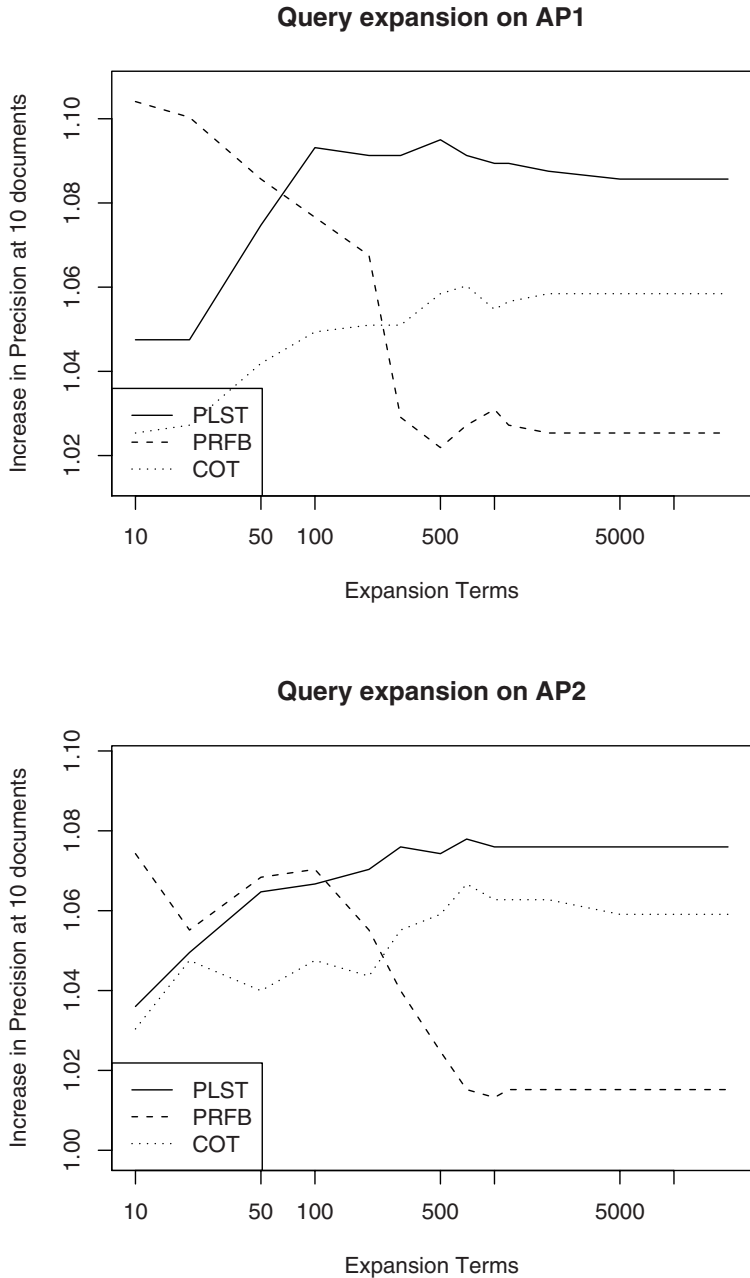 Query expansion on AP1
Increase in Precision at 10 documents
1.10
1.08
1.06
1.04
1.02
PLST
PRFB
COT
10 50 100 500 5000
Expansion Terms
Query expansion on AP2
Increase in Precision at 10 documents
1.10
1.08
1.06
1.04
1.02
1.00
PLST
PRFB
COT
10 50 100 500 5000
Expansion Terms